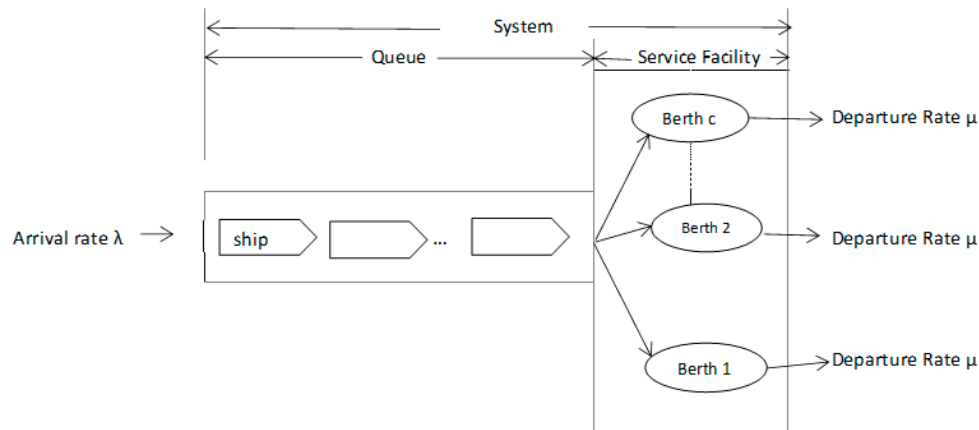 System
Queue
Service Facility
Berth c
Departure Rate μ
Arrival rate λ
ship
...
Berth 2
Departure Rate μ
Berth 1
Departure Rate μ